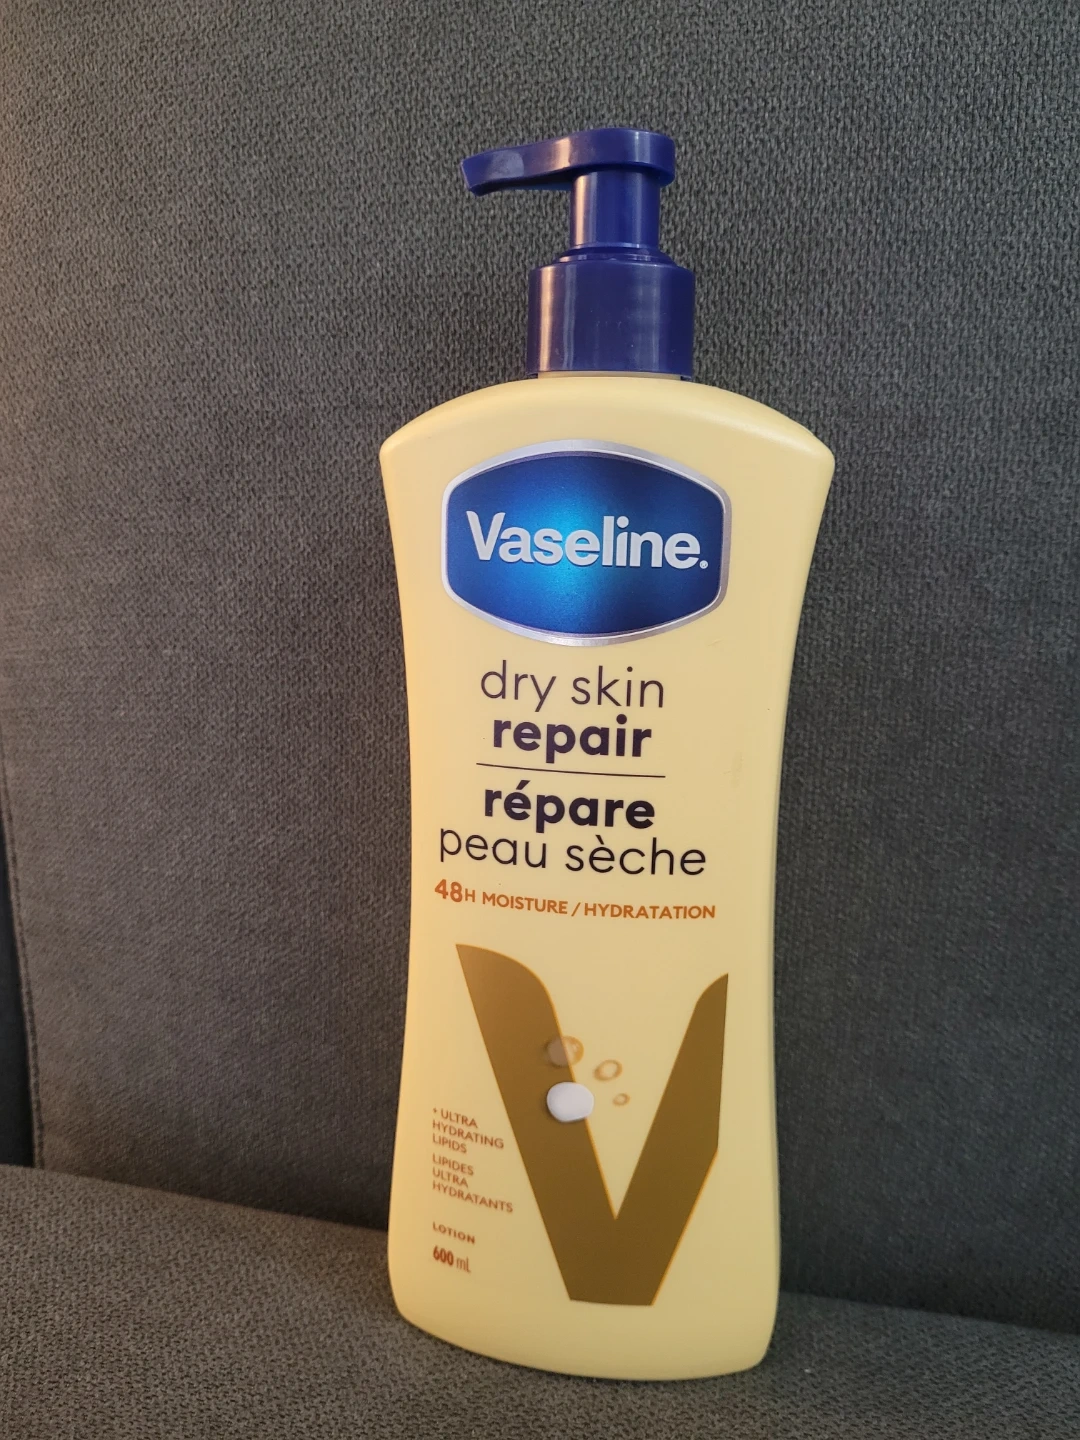 Vaseline®
dry skin
repair
répare
peau sèche
48H MOISTURE / HYDRATATION
+ ULTRA
HYDRATING
LIPIDS
LIPIDES
ULTRA
HYDRATANTS
LOTION
600 mL